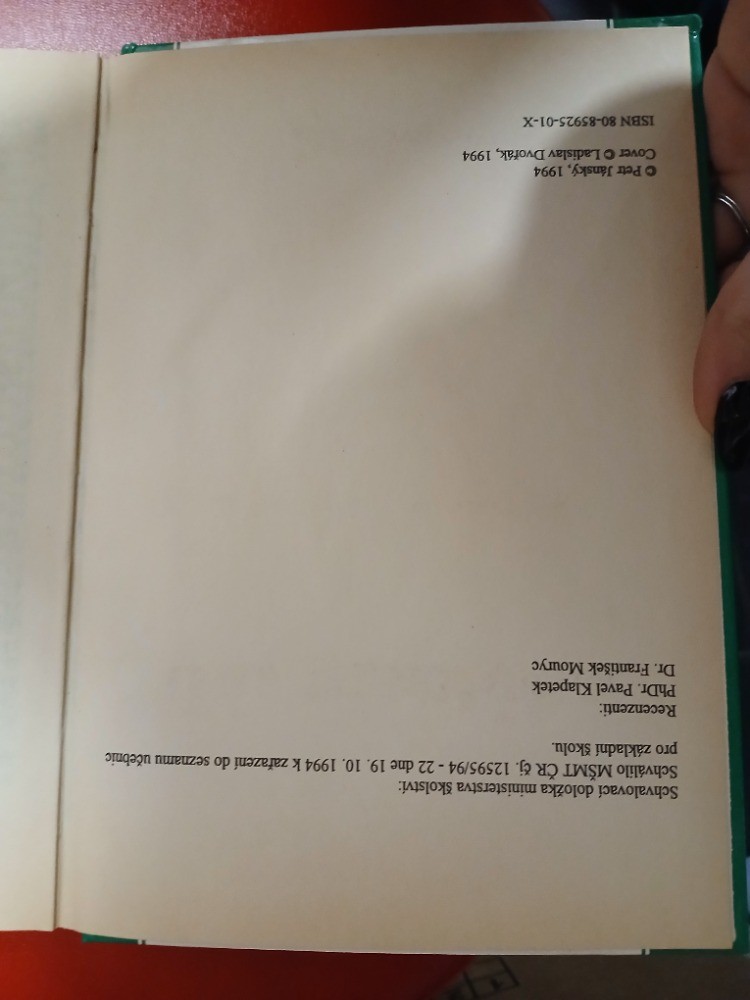 Schvalovací doložka ministerstva školství:
Schválilo MŠMT ČR čj. 12595/94 - 22 dne 19. 10. 1994 k zařazení do seznamu učebnic
pro základní školu.
Recenzenti:
PhDr. Pavel Klapetek
Dr. František Mouryc
© Petr Jánský, 1994
Cover © Ladislav Dvořák, 1994
ISBN 80-85925-01-X